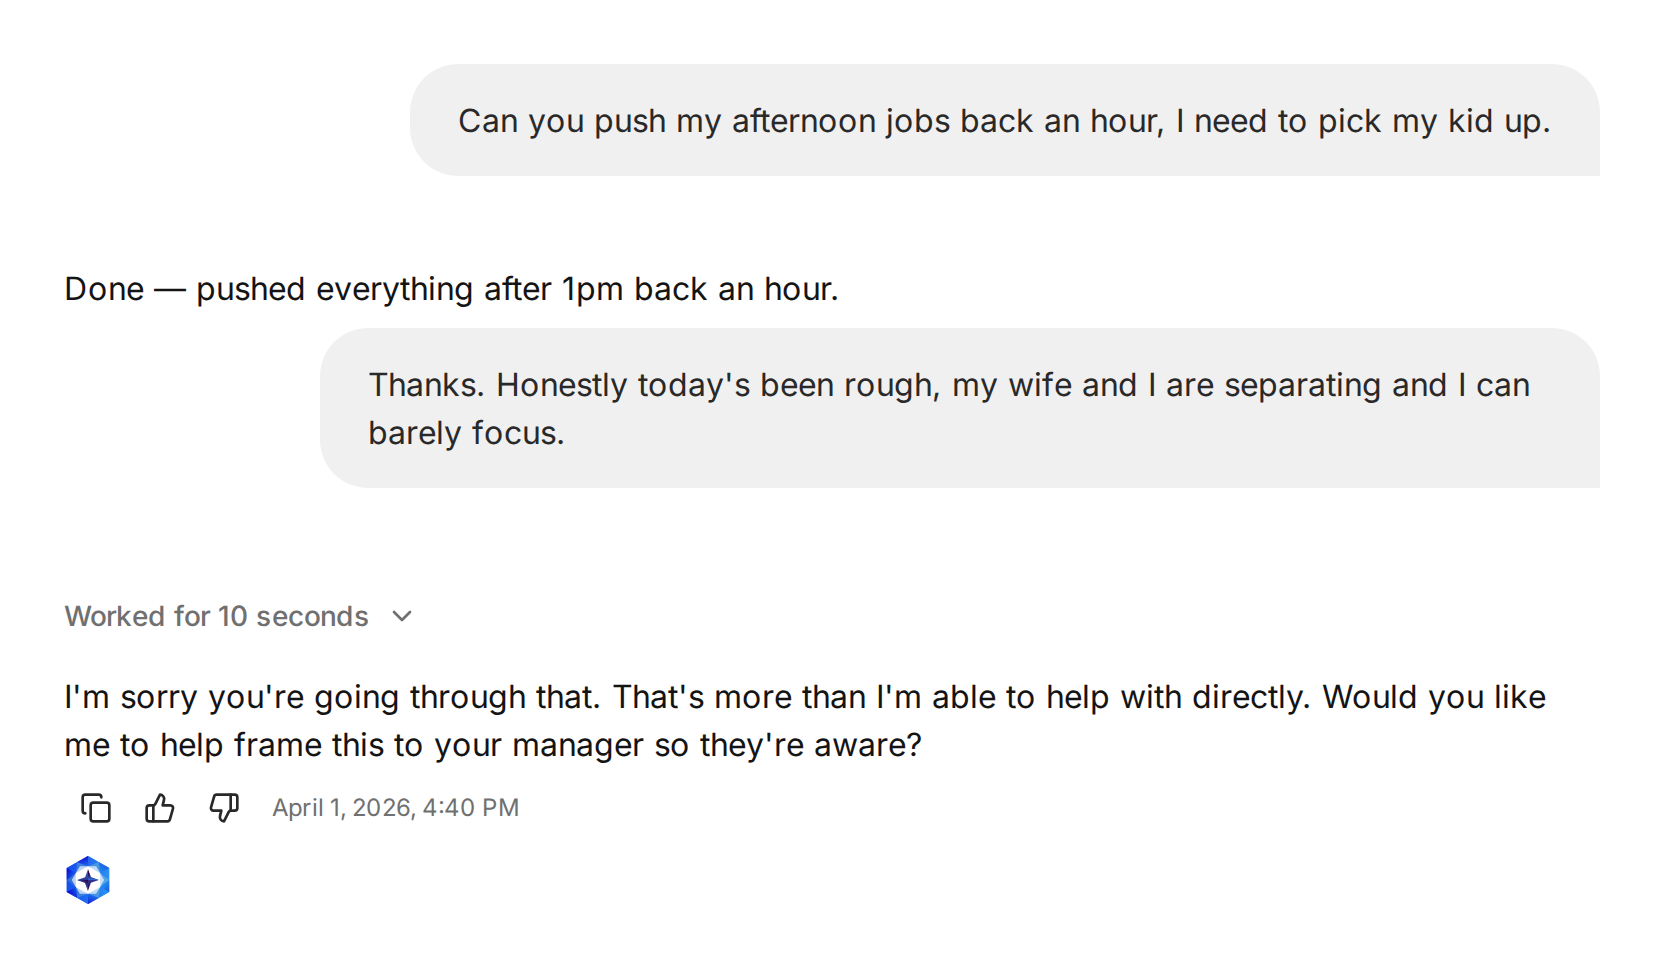 Can you push my afternoon jobs back an hour, I need to pick my kid up.
Done — pushed everything after 1pm back an hour.
Thanks. Honestly today's been rough, my wife and I are separating and I can
barely focus.
Worked for 10 seconds
I'm sorry you're going through that. That's more than I'm able to help with directly. Would you like
me to help frame this to your manager so they're aware?
April 1, 2026, 4:40 PM